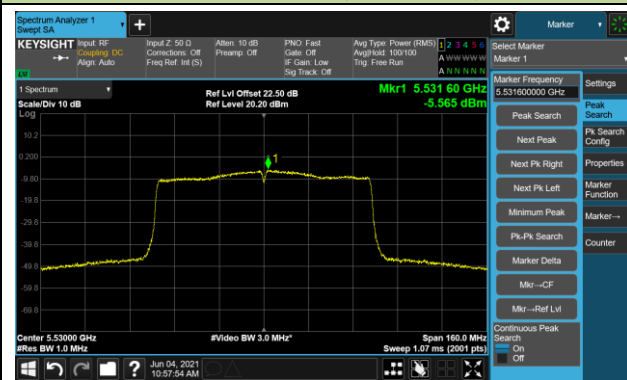 Spectrum Analyzer 1
Swept SA
Marker
KEYSIGHT
Input: RF
Coupling: DC
Align: Auto
Input Z: 50 Ω
Corrections: Off
Freq Ref: Int (S)
Atten: 10 dB
Preamp: Off
PNO: Fast
Gate: Off
IF Gain: Low
Sig Track: Off
Avg Type: Power (RMS)
Avg|Hold: 100/100
Trig: Free Run
1 2 3 4 5 6
A W W W W W
A N N N N N
LXI
Select Marker
Marker 1
1 Spectrum
Scale/Div 10 dB
Log
Ref Lvl Offset 22.50 dB
Ref Level 20.20 dBm
Mkr1 5.531 60 GHz
-5.565 dBm
10.2
0.200
-9.80
-19.8
-29.8
-39.8
-49.8
-59.8
-69.8
1
Center 5.53000 GHz
#Res BW 1.0 MHz
#Video BW 3.0 MHz*
Span 160.0 MHz
Sweep 1.07 ms (2001 pts)
Marker Frequency
5.531600000 GHz
Peak Search
Next Peak
Next Pk Right
Next Pk Left
Minimum Peak
Pk-Pk Search
Marker Delta
Mkr→CF
Mkr→Ref Lvl
Continuous Peak
Search
On
Off
Settings
Peak
Search
Pk Search
Config
Properties
Marker
Function
Marker→
Counter
?
Jun 04, 2021
10:57:54 AM